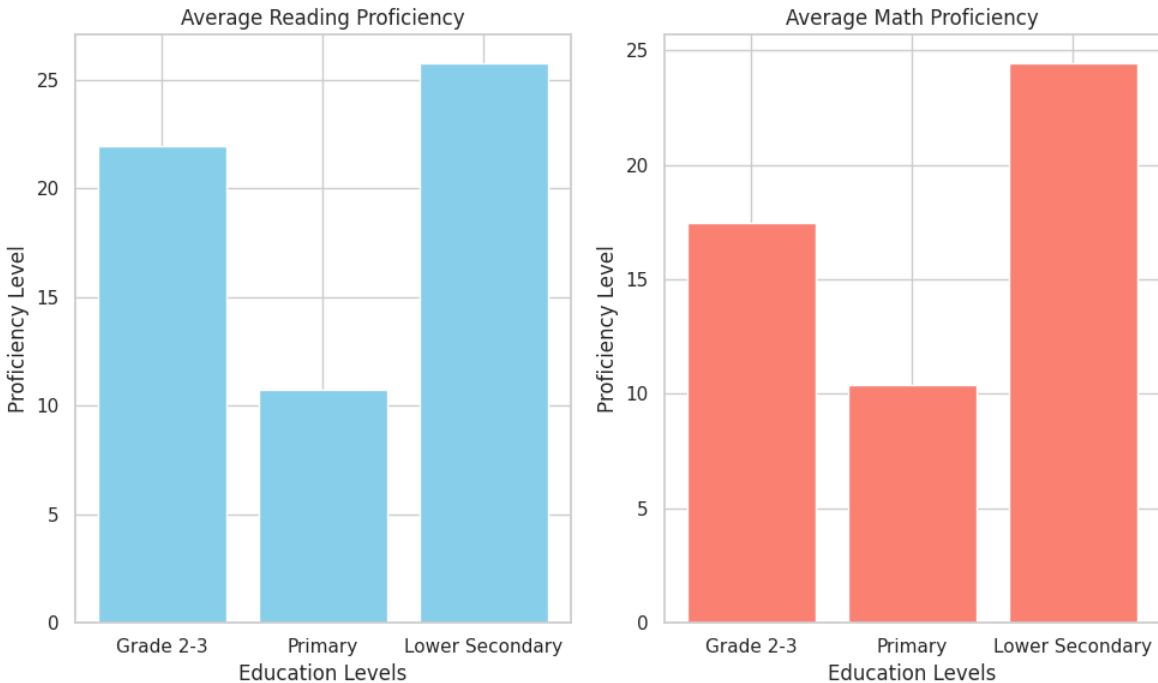 Average Reading Proficiency
25
20
15
10
5
0
Proficiency Level
Grade 2-3 Primary Lower Secondary
Education Levels
Average Math Proficiency
25
20
15
10
5
0
Proficiency Level
Grade 2-3 Primary Lower Secondary
Education Levels